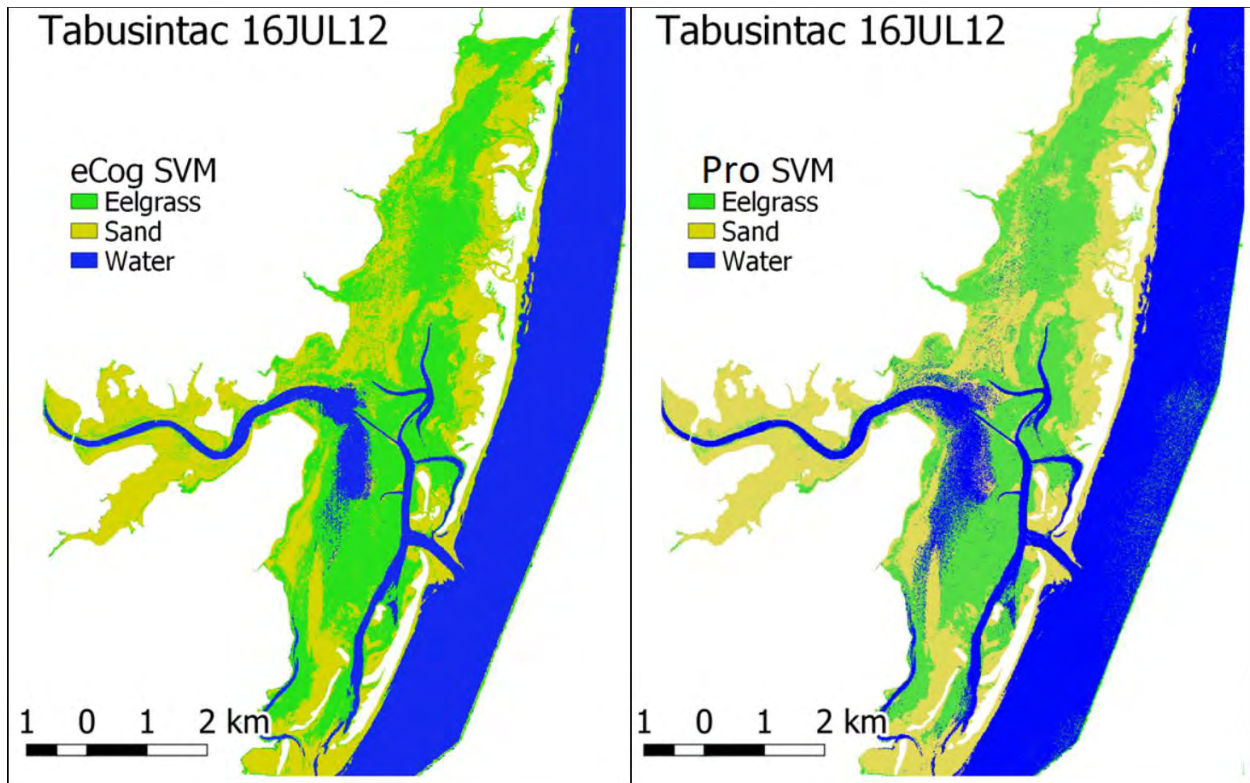 Tabusintac 16JUL12
eCog SVM
Eelgrass
Sand
Water
1 0 1 2 km
Tabusintac 16JUL12
Pro SVM
Eelgrass
Sand
Water
1 0 1 2 km